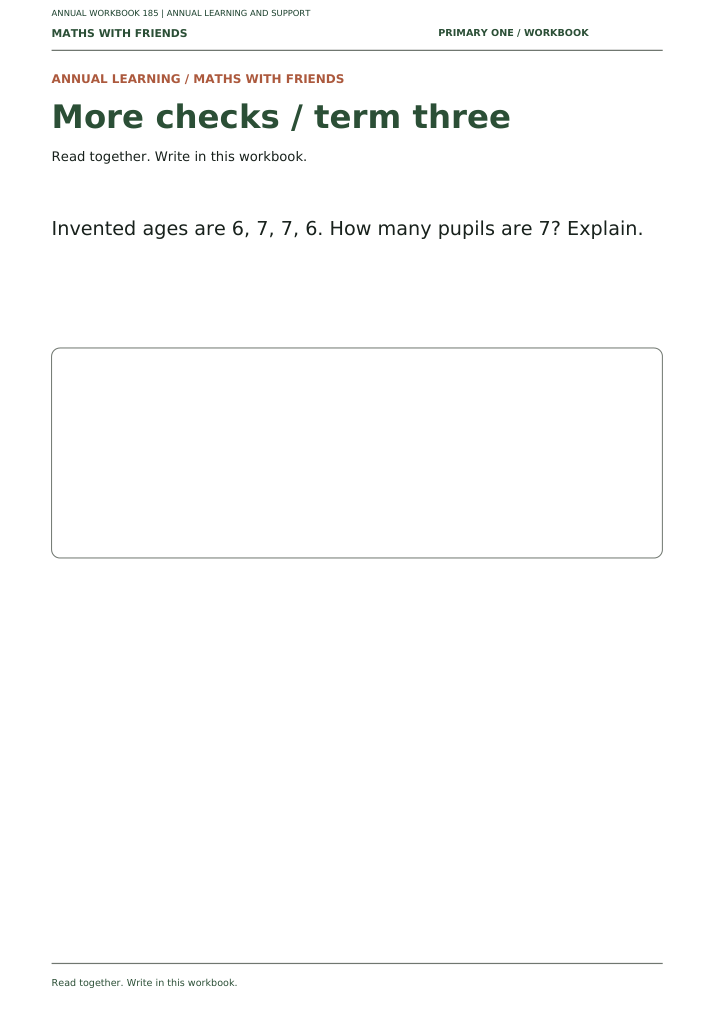 ANNUAL WORKBOOK 185 | ANNUAL LEARNING AND SUPPORT
MATHS WITH FRIENDS
PRIMARY ONE / WORKBOOK
ANNUAL LEARNING / MATHS WITH FRIENDS
More checks / term three
Read together. Write in this workbook.
Invented ages are 6, 7, 7, 6. How many pupils are 7? Explain.
Read together. Write in this workbook.